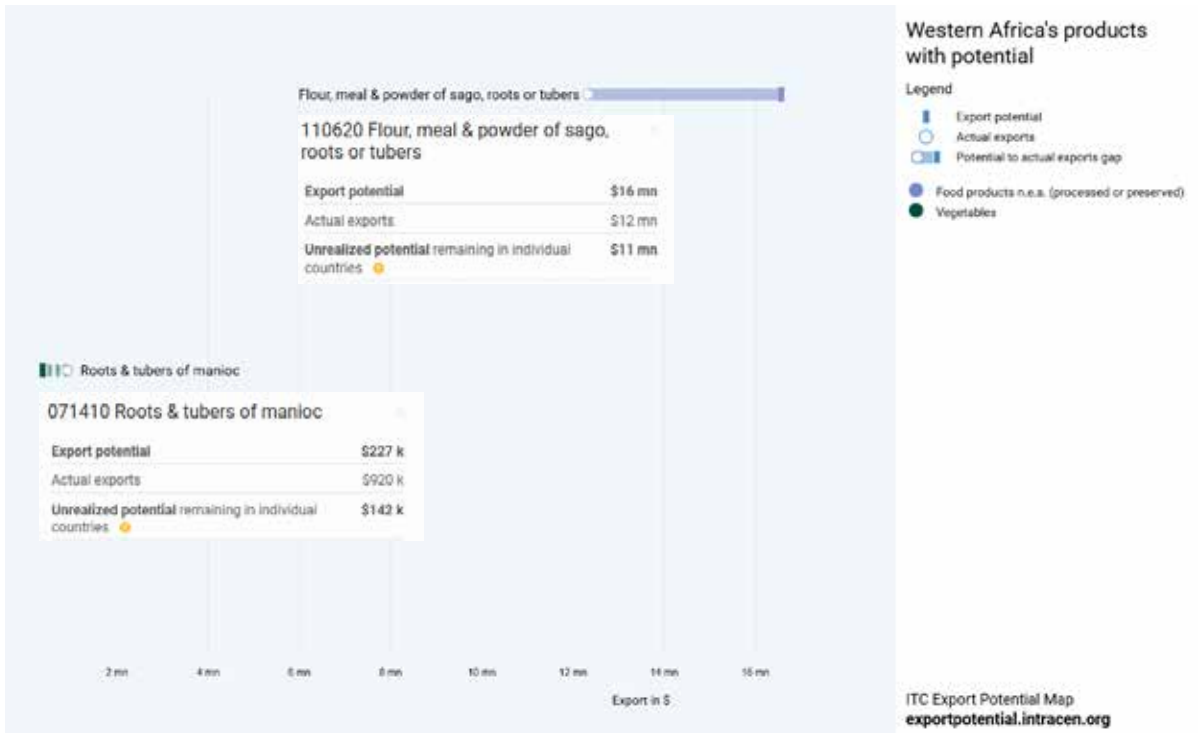 Western Africa's products
with potential
Legend
Export potential
Actual exports
Potential to actual exports gap
Food products n.e.s. (processed or preserved)
Vegetables
Flour, meal & powder of sago, roots or tubers
110620 Flour, meal & powder of sago,
roots or tubers
Export potential $16 mn
Actual exports $12 mn
Unrealized potential remaining in individual $11 mn
countries
Roots & tubers of manioc
071410 Roots & tubers of manioc
Export potential $227 k
Actual exports $920 k
Unrealized potential remaining in individual $142 k
countries
2 mn 4 mn 6 mn 8 mn 10 mn 12 mn 14 mn 16 mn
Export in $
ITC Export Potential Map
exportpotential.intracen.org